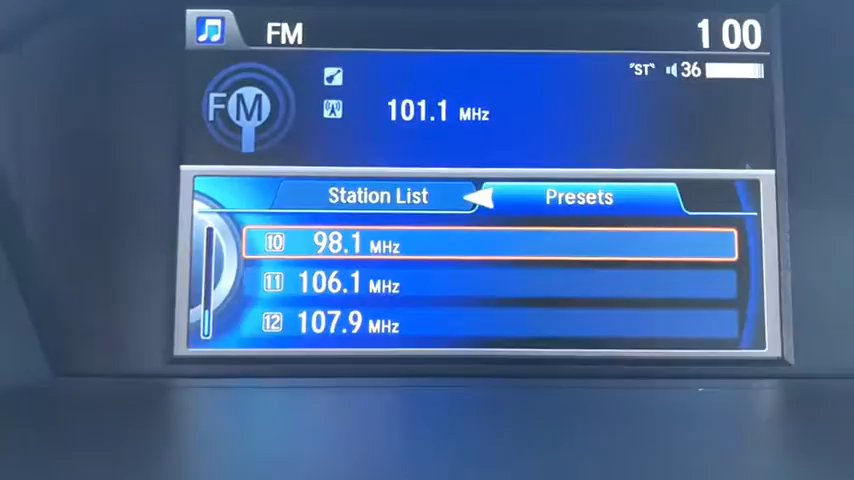 FM
1 00
"ST" 36
FM
101.1 MHz
Station List
Presets
10 98.1 MHz
11 106.1 MHz
12 107.9 MHz